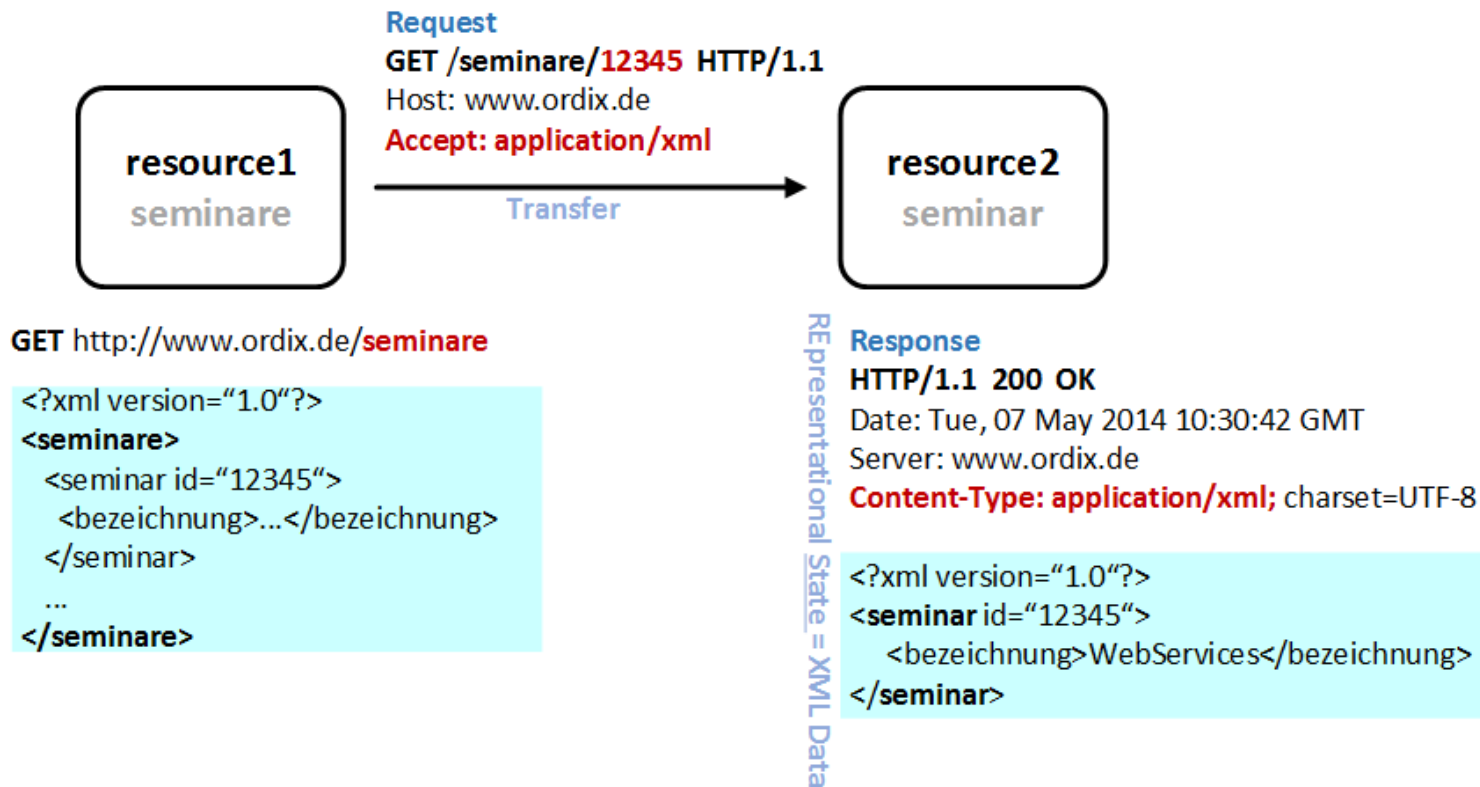 Request
GET /seminare/12345 HTTP/1.1
Host: www.ordix.de
Accept: application/xml
resource1
seminare
Transfer
resource2
seminar
GET http://www.ordix.de/seminare
<?xml version=“1.0“?>
<seminare>
<seminar id=“12345“>
<bezeichnung>...</bezeichnung>
</seminar>
...
</seminare>
REpresentational State = XML Data
Response
HTTP/1.1 200 OK
Date: Tue, 07 May 2014 10:30:42 GMT
Server: www.ordix.de
Content-Type: application/xml; charset=UTF-8
<?xml version=“1.0“?>
<seminar id=“12345“>
<bezeichnung>WebServices</bezeichnung>
</seminar>